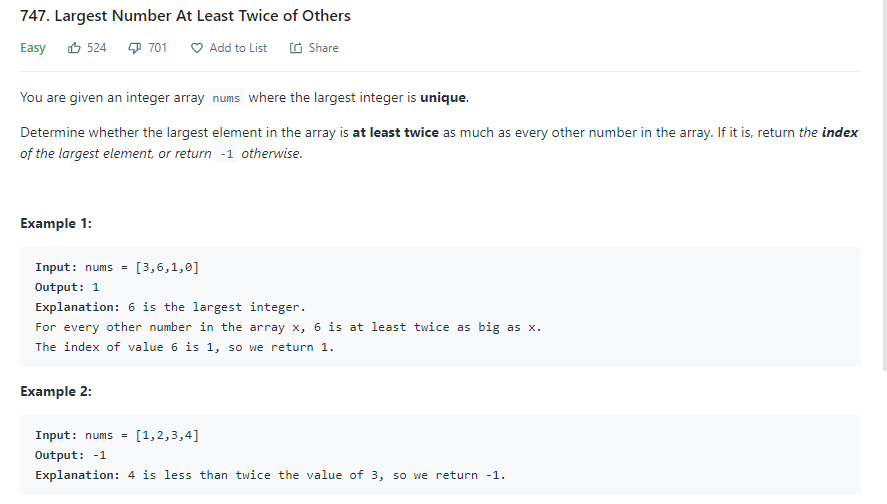 747. Largest Number At Least Twice of Others
Easy 524 701 Add to List Share
You are given an integer array nums where the largest integer is unique.
Determine whether the largest element in the array is at least twice as much as every other number in the array. If it is, return the index
of the largest element, or return -1 otherwise.
Example 1:
Input: nums = [3,6,1,0]
Output: 1
Explanation: 6 is the largest integer.
For every other number in the array x, 6 is at least twice as big as x.
The index of value 6 is 1, so we return 1.
Example 2:
Input: nums = [1,2,3,4]
Output: -1
Explanation: 4 is less than twice the value of 3, so we return -1.